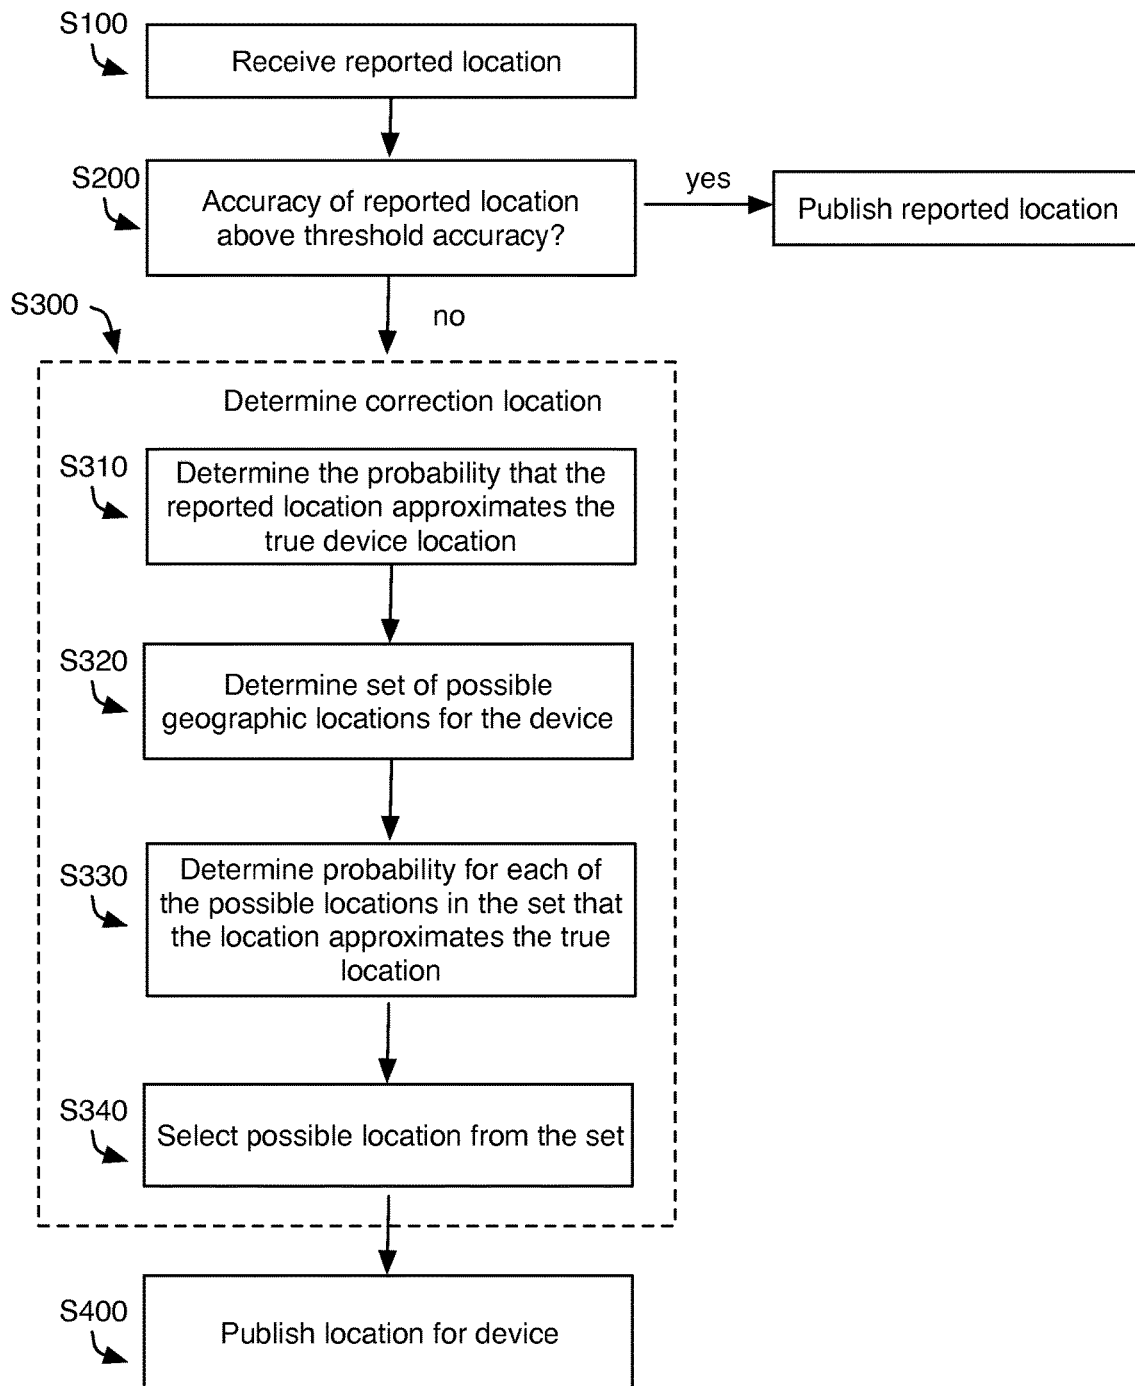 S100
Receive reported location
S200
Accuracy of reported location
above threshold accuracy?
yes
Publish reported location
S300
no
Determine correction location
S310
Determine the probability that the
reported location approximates the
true device location
S320
Determine set of possible
geographic locations for the device
S330
Determine probability for each of
the possible locations in the set that
the location approximates the true
location
S340
Select possible location from the set
S400
Publish location for device